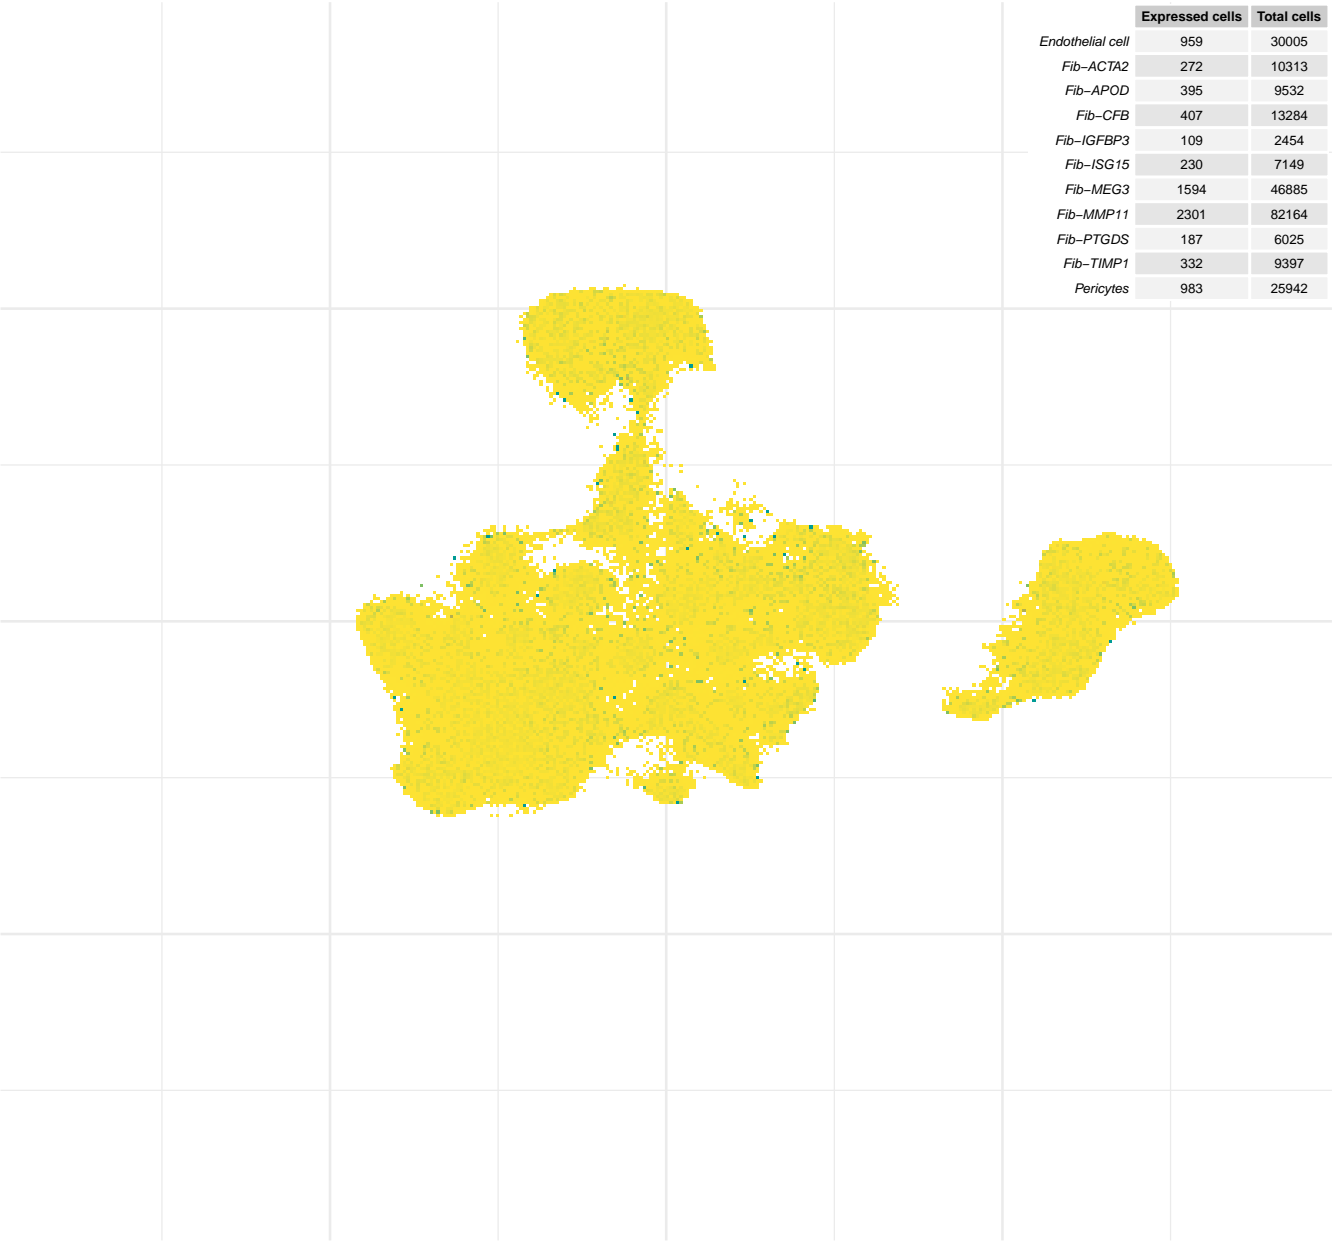 Expressed cells Total cells
Endothelial cell 959 30005
Fib−ACTA2 272 10313
Fib−APOD 395 9532
Fib−CFB 407 13284
Fib−IGFBP3 109 2454
Fib−ISG15 230 7149
Fib−MEG3 1594 46885
Fib−MMP11 2301 82164
Fib−PTGDS 187 6025
Fib−TIMP1 332 9397
Pericytes 983 25942